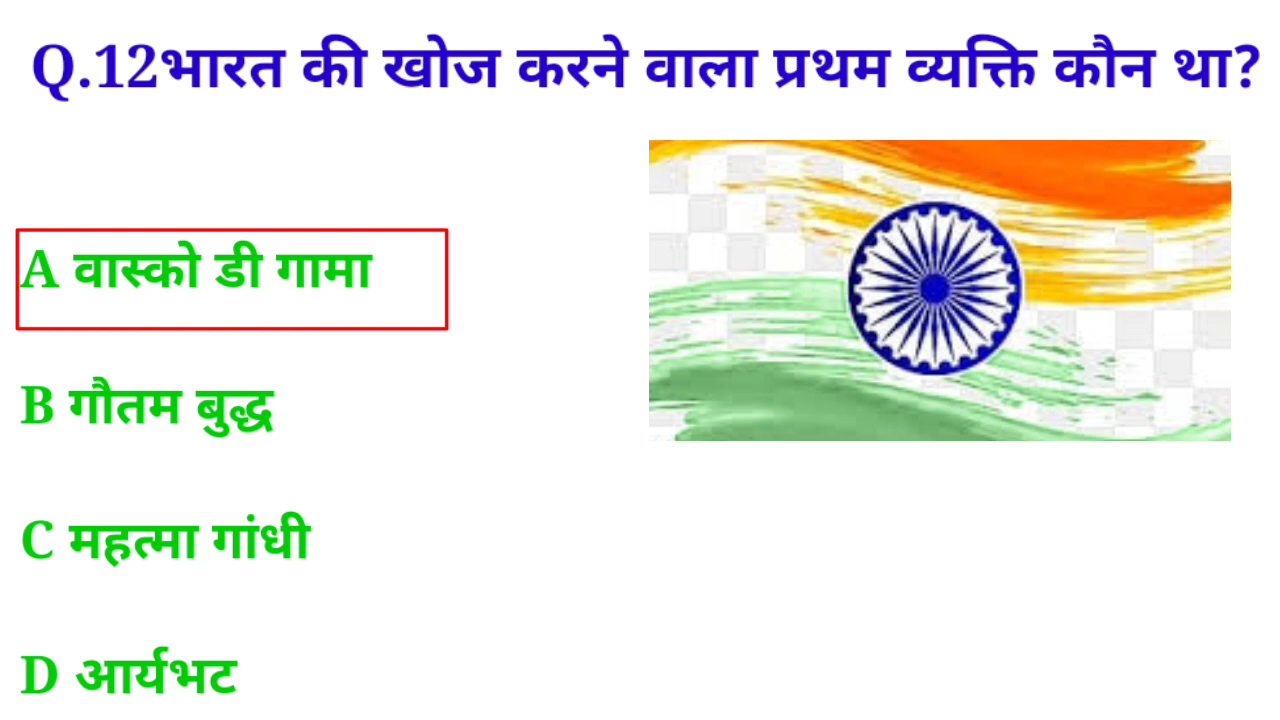 Q.12भारत की खोज करने वाला प्रथम व्यक्ति कौन था?
A वास्को डी गामा
B गौतम बुद्ध
C महत्मा गांधी
D आर्यभट